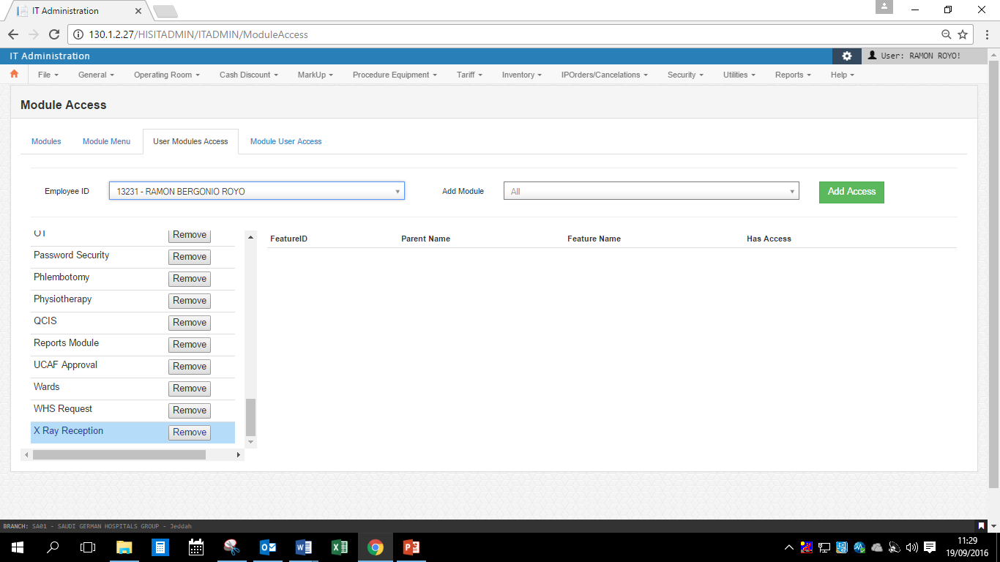 IT Administration
130.1.2.27/HISITADMIN/ITADMIN/ModuleAccess
IT Administration User: RAMON ROYO!
File General Operating Room Cash Discount MarkUp Procedure Equipment Tariff Inventory IPOrders/Cancelations Security Utilities Reports Help
Module Access
Modules Module Menu User Modules Access Module User Access
Employee ID 13231 - RAMON BERGONIO ROYO Add Module All Add Access
FeatureID Parent Name Feature Name Has Access
OT Remove
Password Security Remove
Phlembotomy Remove
Physiotherapy Remove
QCIS Remove
Reports Module Remove
UCAF Approval Remove
Wards Remove
WHS Request Remove
X Ray Reception Remove
BRANCH: SA01 - SAUDI GERMAN HOSPITALS GROUP - Jeddah
11:29
19/09/2016